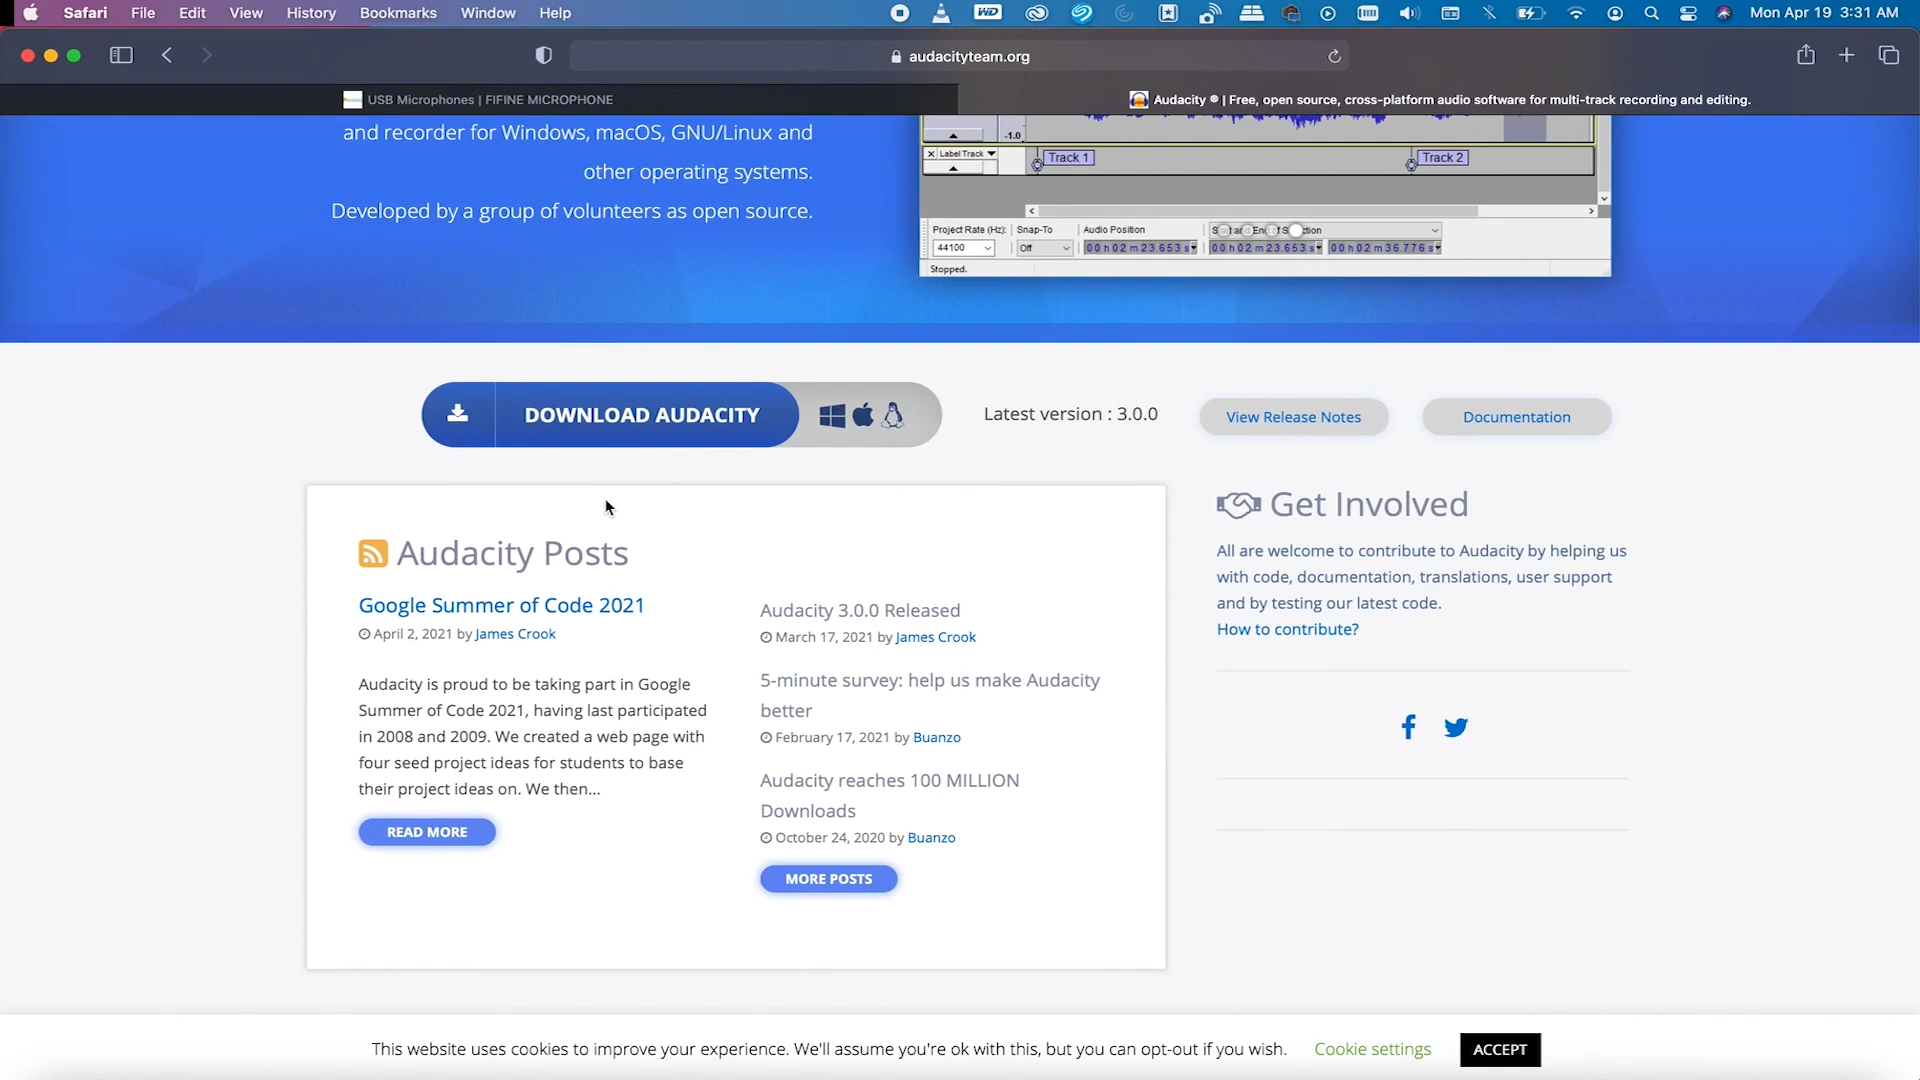 Safari File Edit View History Bookmarks Window Help
WD
Mon Apr 19 3:31 AM
audacityteam.org
USB Microphones | FIFINE MICROPHONE
Audacity ® | Free, open source, cross-platform audio software for multi-track recording and editing.
and recorder for Windows, macOS, GNU/Linux and
other operating systems.
Developed by a group of volunteers as open source.
-1.0
Label Track
Track 1
Track 2
Project Rate (Hz): Snap-To Audio Position Start and End of Selection
44100 Off 00 h 02 m 23.653 s 00 h 02 m 23.653 s 00 h 02 m 36.776 s
Stopped.
DOWNLOAD AUDACITY
Latest version : 3.0.0
View Release Notes
Documentation
Audacity Posts
Google Summer of Code 2021
April 2, 2021 by James Crook
Audacity is proud to be taking part in Google
Summer of Code 2021, having last participated
in 2008 and 2009. We created a web page with
four seed project ideas for students to base
their project ideas on. We then...
READ MORE
Audacity 3.0.0 Released
March 17, 2021 by James Crook
5-minute survey: help us make Audacity
better
February 17, 2021 by Buanzo
Audacity reaches 100 MILLION
Downloads
October 24, 2020 by Buanzo
MORE POSTS
Get Involved
All are welcome to contribute to Audacity by helping us
with code, documentation, translations, user support
and by testing our latest code.
How to contribute?
This website uses cookies to improve your experience. We'll assume you're ok with this, but you can opt-out if you wish.
Cookie settings
ACCEPT